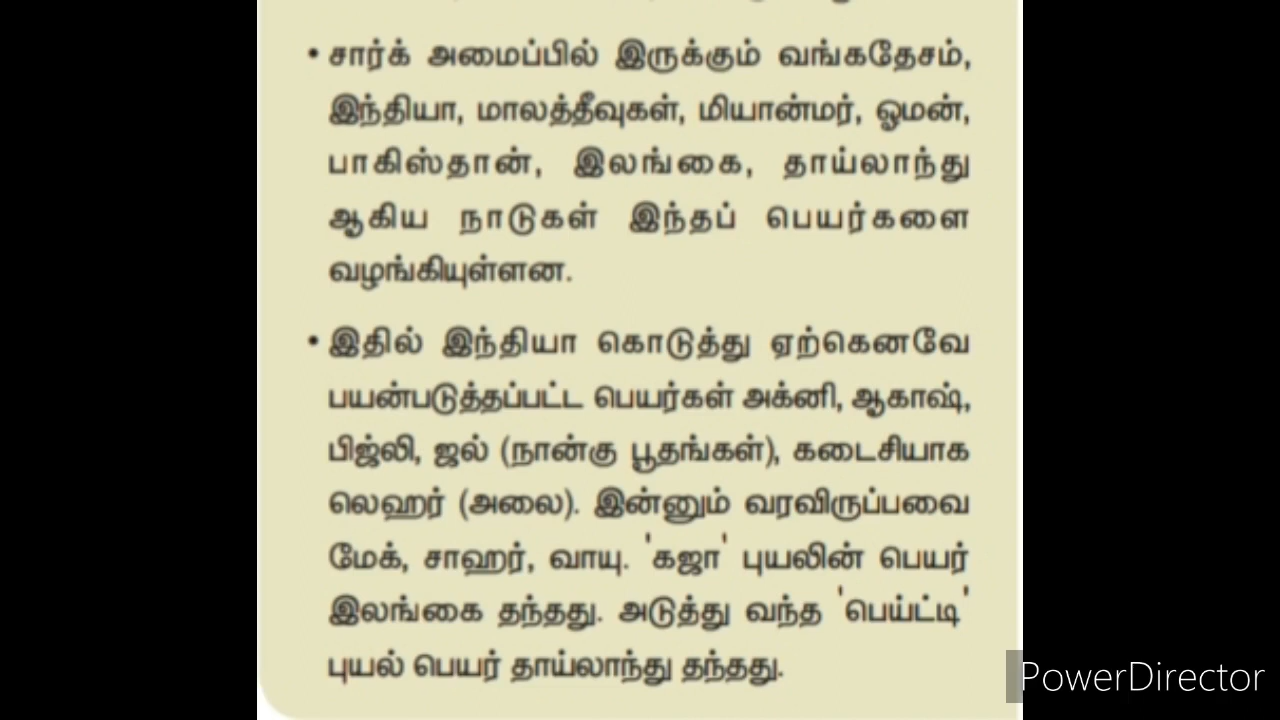 • சார்க் அமைப்பில் இருக்கும் வங்கதேசம்,
இந்தியா, மாலத்தீவுகள், மியான்மர், ஓமன்,
பாகிஸ்தான், இலங்கை, தாய்லாந்து
ஆகிய நாடுகள் இந்தப் பெயர்களை
வழங்கியுள்ளன.
• இதில் இந்தியா கொடுத்து ஏற்கெனவே
பயன்படுத்தப்பட்ட பெயர்கள் அக்னி, ஆகாஷ்,
பிஜ்லி, ஜல் (நான்கு பூதங்கள்), கடைசியாக
லெஹர் (அலை). இன்னும் வரவிருப்பவை
மேக், சாஹர், வாயு. 'கஜா' புயலின் பெயர்
இலங்கை தந்தது. அடுத்து வந்த 'பெய்ட்டி'
புயல் பெயர் தாய்லாந்து தந்தது.
PowerDirector